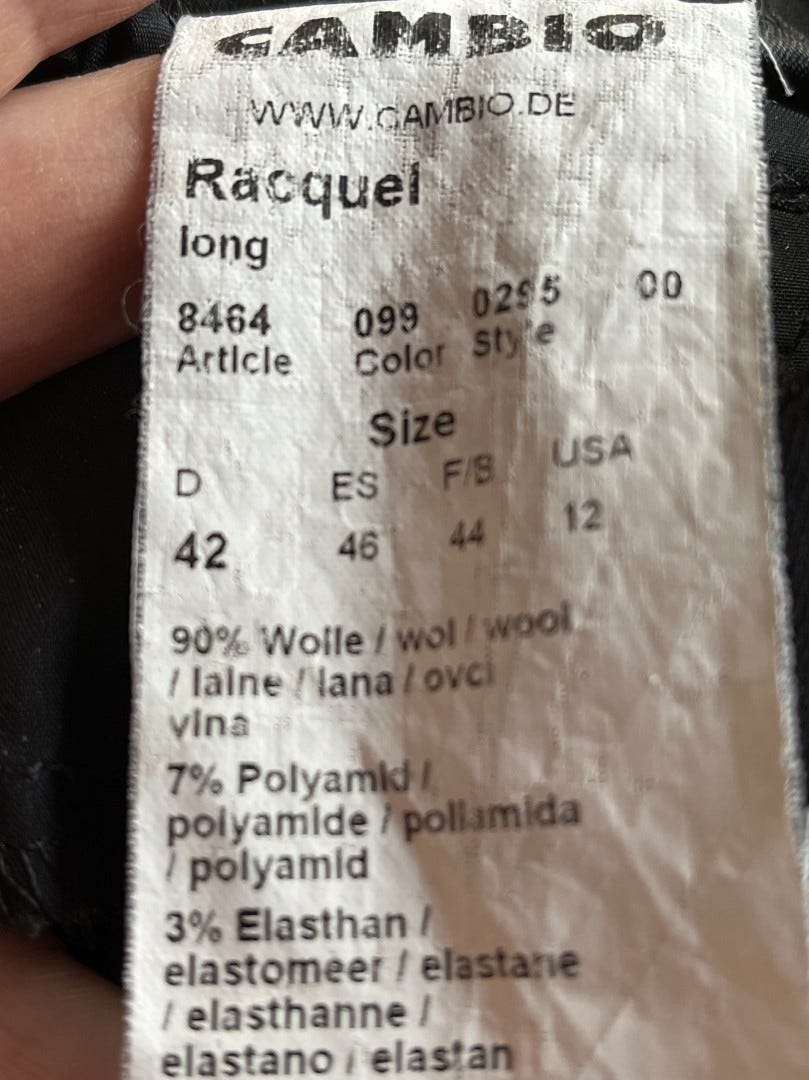 CAMBIO
WWW.CAMBIO.DE
Racquel
long
8464 099 0295 00
Article Color Style
Size
D ES F/B USA
42 46 44 12
90% Wolle / wol / wool
/ laine / lana / ovci
vlna
7% Polyamid /
polyamide / poliamida
/ polyamid
3% Elasthan /
elastomeer / elastane
/ elasthanne /
elastano / elastan